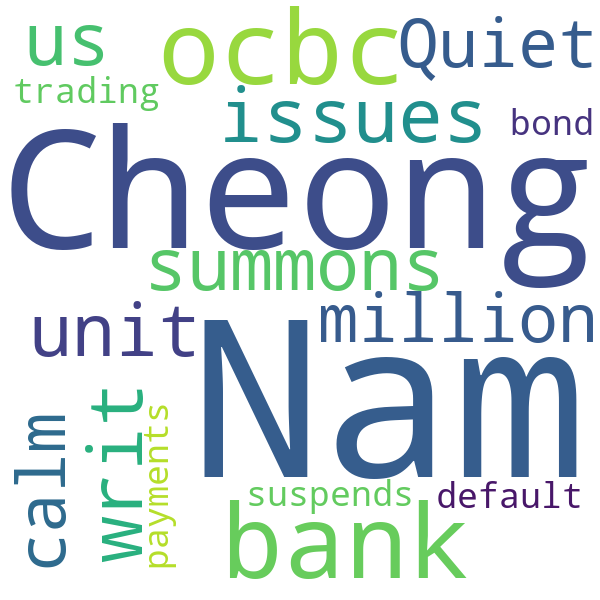 us ocbc Quiet
trading issues bond
Cheong
summons
unit million
Nam
calm writ payments
suspends default
bank